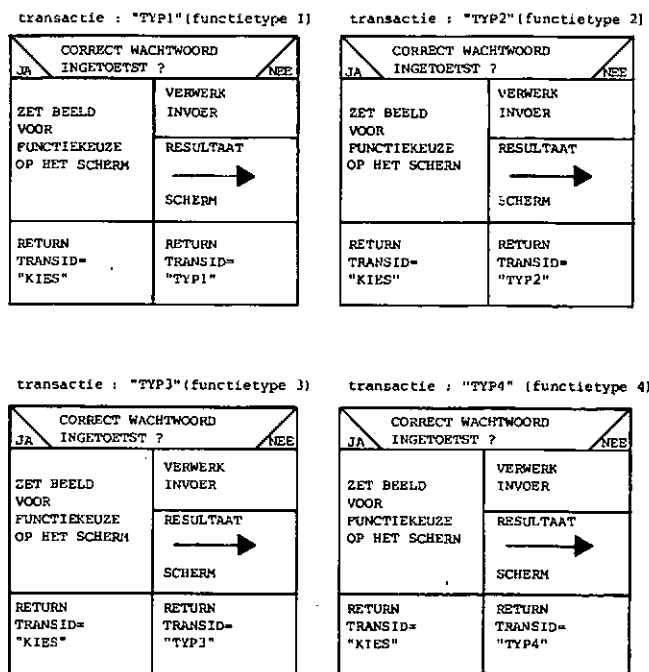 transactie : "TYP1"(functietype 1)
CORRECT WACHTWOORD
INGETOETST ?
JA
NEE
ZET BEELD
VOOR
FUNCTIEKEUZE
OP HET SCHERM
VERWERK
INVOER
RESULTAAT
SCHERM
RETURN
TRANSID=
"KIES"
RETURN
TRANSID=
"TYP1"
transactie : "TYP2"(functietype 2)
CORRECT WACHTWOORD
INGETOETST ?
JA
NEE
ZET BEELD
VOOR
FUNCTIEKEUZE
OP HET SCHERN
VERWERK
INVOER
RESULTAAT
SCHERM
RETURN
TRANSID=
"KIES"
RETURN
TRANSID=
"TYP2"
transactie : "TYP3"(functietype 3)
CORRECT WACHTWOORD
INGETOETST ?
JA
NEE
ZET BEELD
VOOR
FUNCTIEKEUZE
OP HET SCHERM
VERWERK
INVOER
RESULTAAT
SCHERM
RETURN
TRANSID=
"KIES"
RETURN
TRANSID=
"TYP3"
transactie : "TYP4" (functietype 4)
CORRECT WACHTWOORD
INGETOETST ?
JA
NEE
ZET BEELD
VOOR
FUNCTIEKEUZE
OP HET SCHERN
VERWERK
INVOER
RESULTAAT
SCHERM
RETURN
TRANSID=
"KIES"
RETURN
TRANSID=
"TYP4"